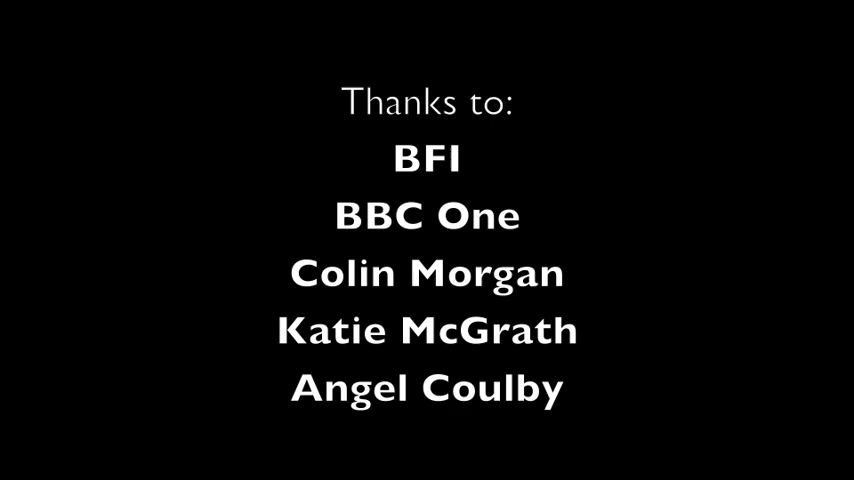 Thanks to:
BFI
BBC One
Colin Morgan
Katie McGrath
Angel Coulby